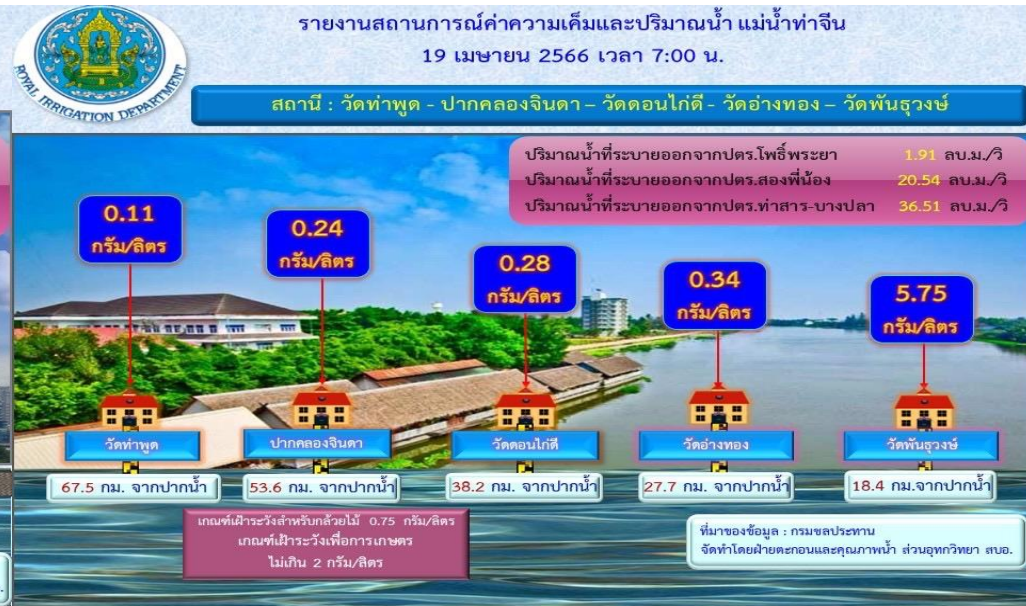 รายงานสถานการณ์ค่าความเค็มและปริมาณน้ำ แม่น้ำท่าจีน
19 เมษายน 2566 เวลา 7:00 น.
ROYAL IRRIGATION DEPARTMENT
สถานี : วัดท่าพูด - ปากคลองจินดา – วัดดอนไก่ดี - วัดอ่างทอง – วัดพันธุวงษ์
ปริมาณน้ำที่ระบายออกจากปตร.โพธิ์พระยา 1.91 ลบ.ม./วิ
ปริมาณน้ำที่ระบายออกจากปตร.สองพี่น้อง 20.54 ลบ.ม./วิ
ปริมาณน้ำที่ระบายออกจากปตร.ท่าสาร-บางปลา 36.51 ลบ.ม./วิ
0.11
กรัม/ลิตร
0.24
กรัม/ลิตร
0.28
กรัม/ลิตร
0.34
กรัม/ลิตร
5.75
กรัม/ลิตร
วัดท่าพูด
ปากคลองจินดา
วัดดอนไก่ดี
วัดอ่างทอง
วัดพันธุวงษ์
67.5 กม. จากปากน้ำ
53.6 กม. จากปากน้ำ
38.2 กม. จากปากน้ำ
27.7 กม. จากปากน้ำ
18.4 กม.จากปากน้ำ
เกณฑ์เฝ้าระวังสำหรับกล้วยไม้ 0.75 กรัม/ลิตร
เกณฑ์เฝ้าระวังเพื่อการเกษตร
ไม่เกิน 2 กรัม/ลิตร
ที่มาของข้อมูล : กรมชลประทาน
จัดทำโดยฝ่ายตะกอนและคุณภาพน้ำ ส่วนอุทกวิทยา สบอ.